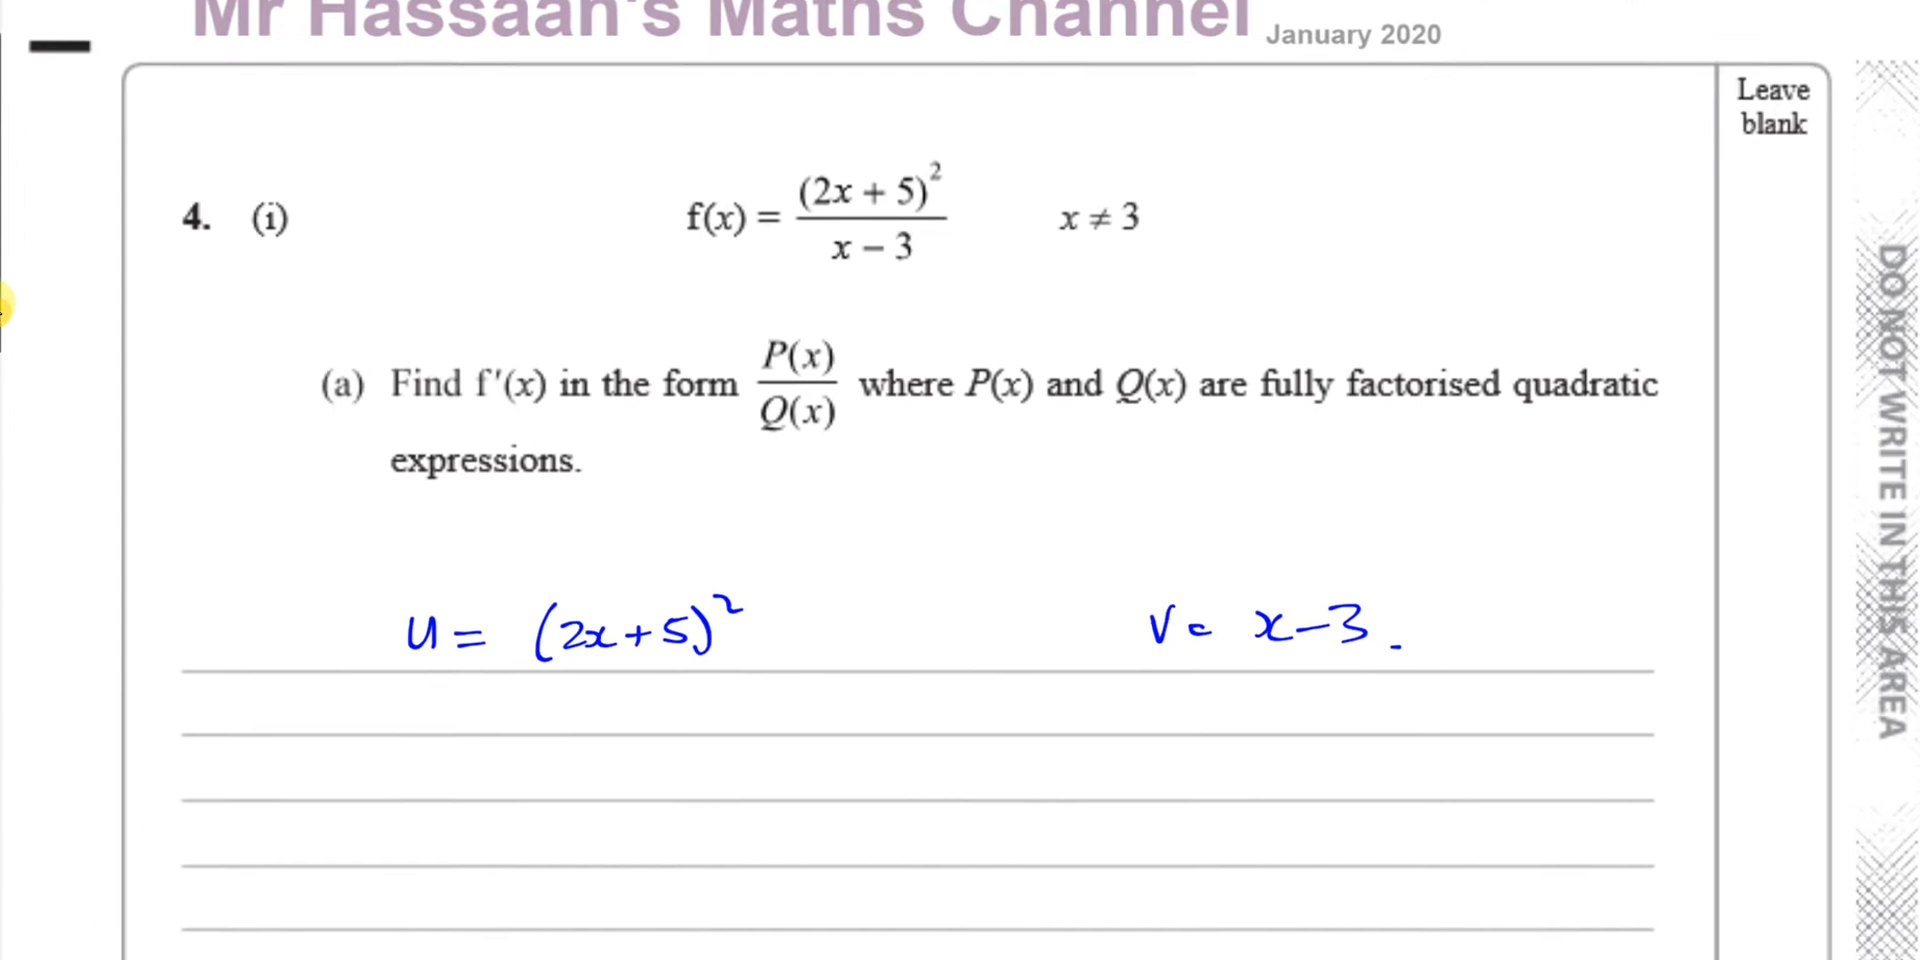 Mr Hassaan's Maths Channel January 2020
Leave
blank
4. (i) f(x) = (2x + 5)² / (x − 3) x ≠ 3
(a) Find f′(x) in the form P(x)/Q(x) where P(x) and Q(x) are fully factorised quadratic
expressions.
u = (2x+5)² v = x−3.
DO NOT WRITE IN THIS AREA